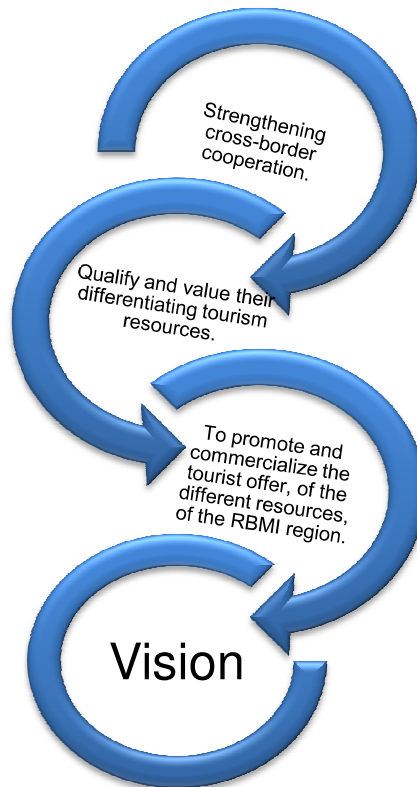 Strengthening
cross-border
cooperation.
Qualify and value their
differentiating tourism
resources.
To promote and
commercialize the
tourist offer, of the
different resources,
of the RBMI region.
Vision